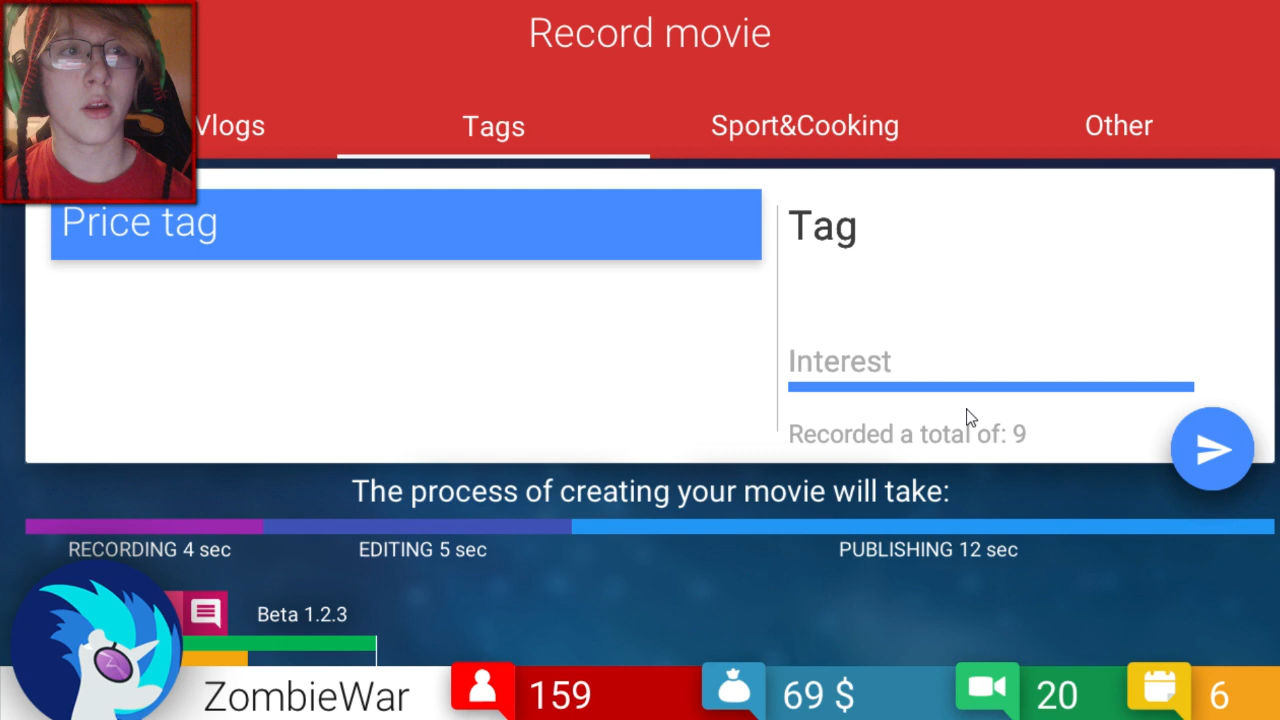 Record movie
Vlogs
Tags
Sport&Cooking
Other
Price tag
Tag
Interest
Recorded a total of: 9
The process of creating your movie will take:
RECORDING 4 sec
EDITING 5 sec
PUBLISHING 12 sec
Beta 1.2.3
ZombieWar
159
69 $
20
6